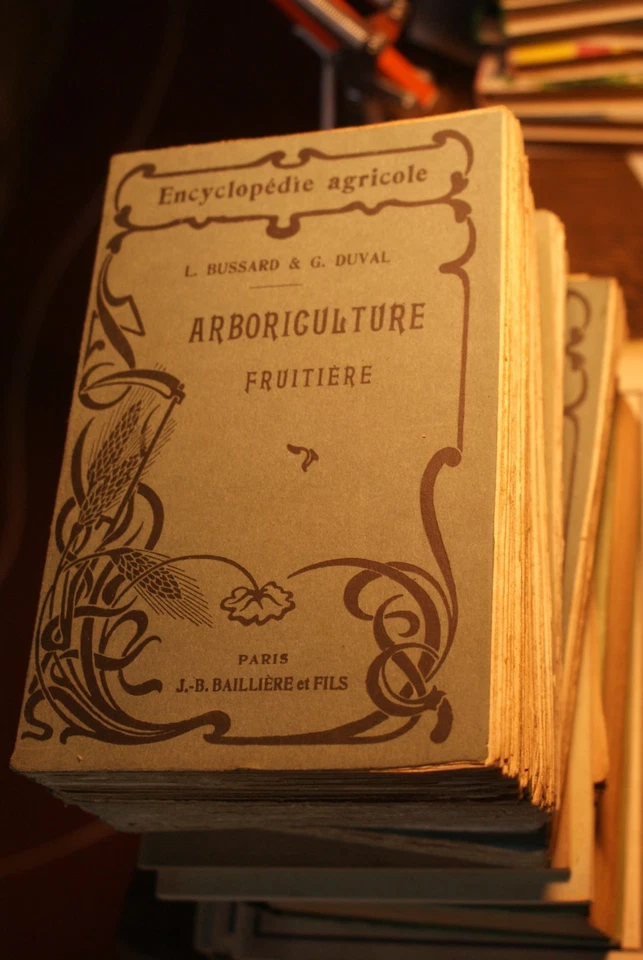 Encyclopédie agricole
L. BUSSARD & G. DUVAL
ARBORICULTURE
FRUITIÈRE
PARIS
J.-B. BAILLIÈRE et FILS